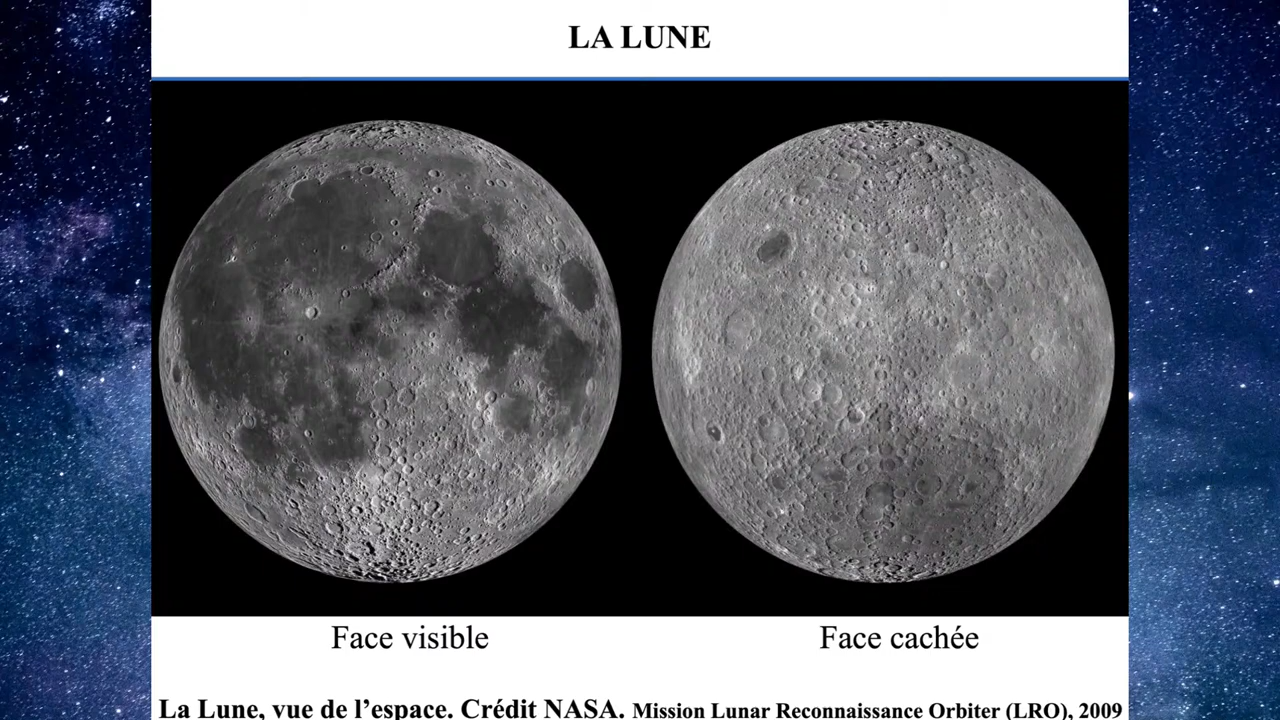 LA LUNE
Face visible
Face cachée
La Lune, vue de l’espace. Crédit NASA. Mission Lunar Reconnaissance Orbiter (LRO), 2009